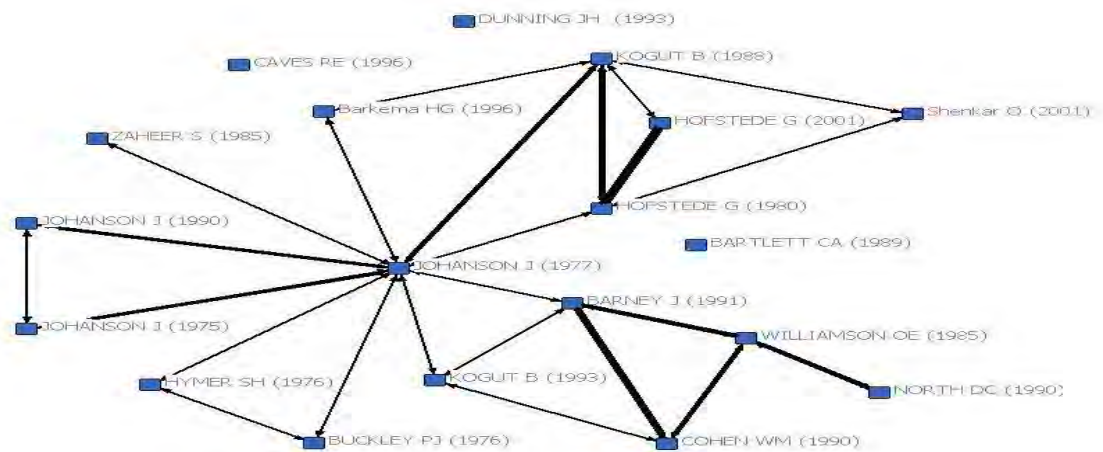 DUNNING JH (1993)
KOGUT B (1988)
CAVES RE (1996)
Barkema HG (1996)
Shenkar O (2001)
HOFSTEDE G (2001)
ZAHEER S (1985)
HOFSTEDE G (1980)
JOHANSON J (1990)
BARTLETT CA (1989)
JOHANSON J (1977)
BARNEY J (1991)
JOHANSON J (1975)
WILLIAMSON OE (1985)
HYMER SH (1976)
KOGUT B (1993)
NORTH DC (1990)
BUCKLEY PJ (1976)
COHEN WM (1990)